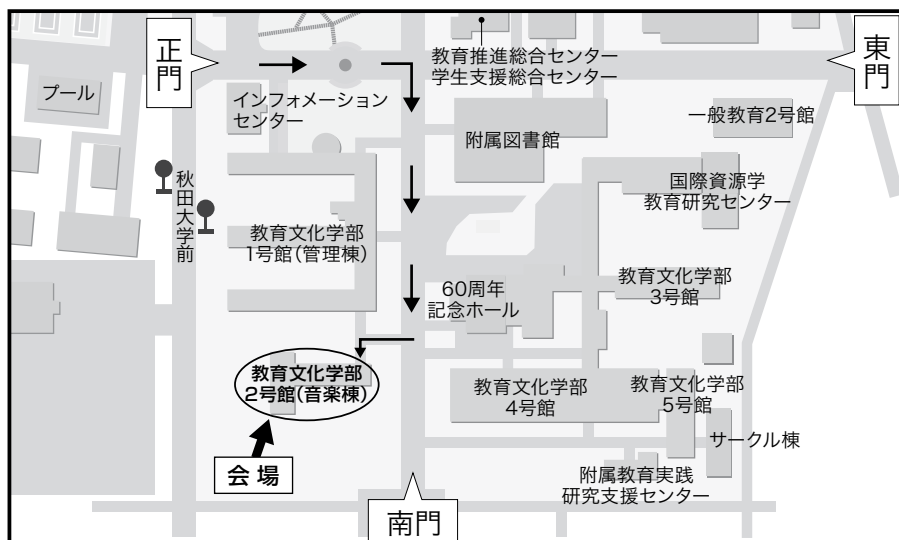 正門
東門
教育推進総合センター
学生支援総合センター
プール
インフォメーション
センター
附属図書館
一般教育2号館
国際資源学
教育研究センター
秋田大学前
教育文化学部
1号館(管理棟)
60周年
記念ホール
教育文化学部
3号館
教育文化学部
2号館(音楽棟)
教育文化学部
4号館
教育文化学部
5号館
サークル棟
会場
附属教育実践
研究支援センター
南門